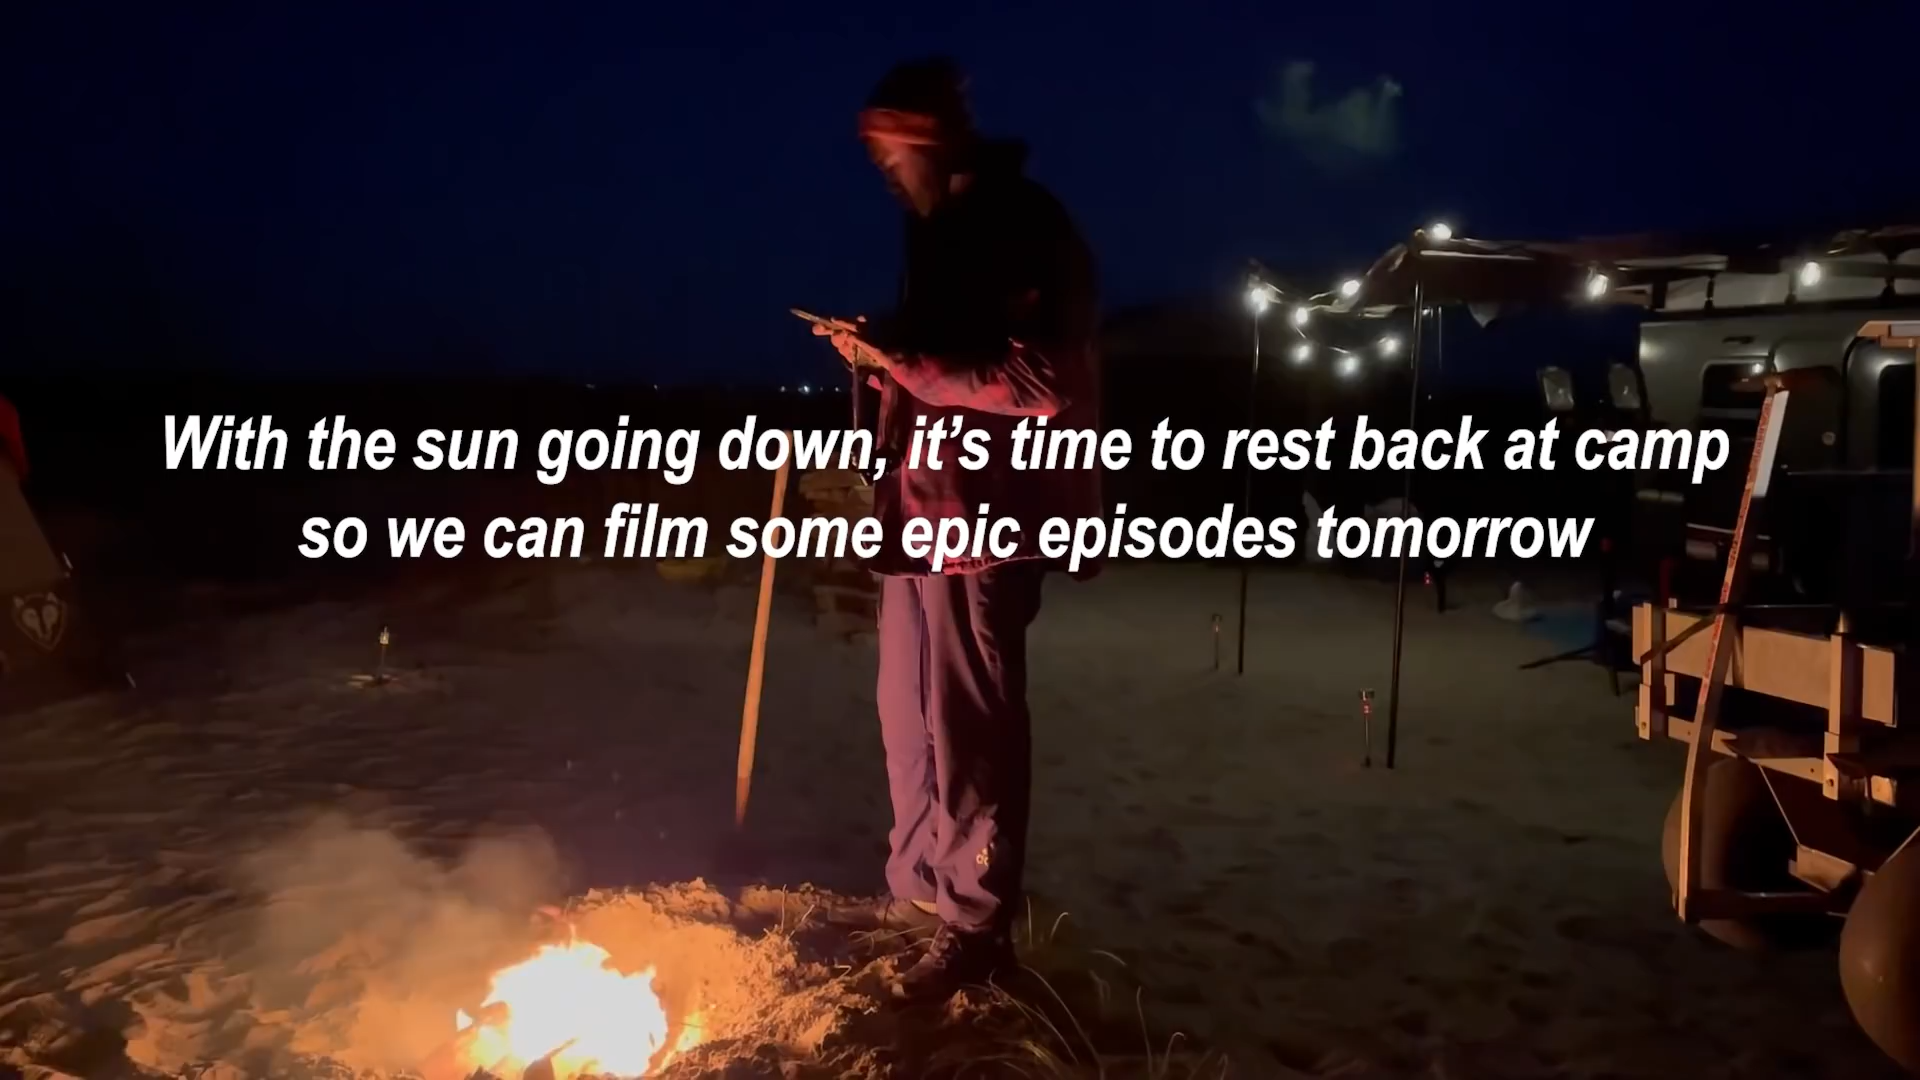 With the sun going down, it’s time to rest back at camp
so we can film some epic episodes tomorrow